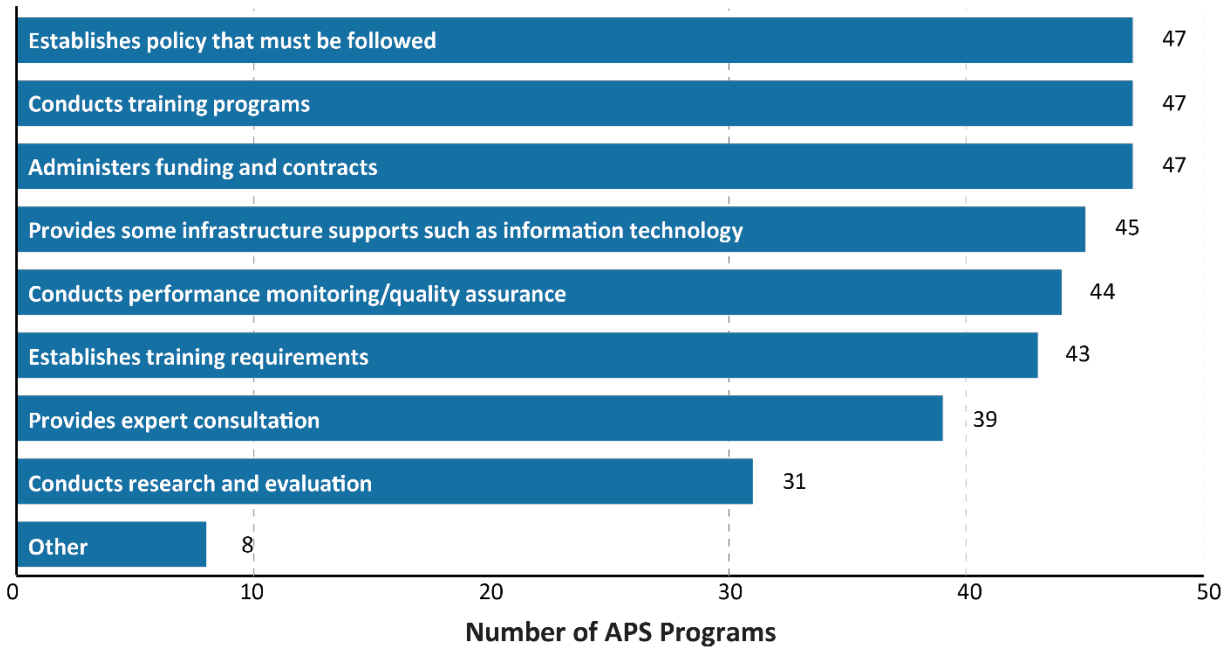 Establishes policy that must be followed 47
Conducts training programs 47
Administers funding and contracts 47
Provides some infrastructure supports such as information technology 45
Conducts performance monitoring/quality assurance 44
Establishes training requirements 43
Provides expert consultation 39
Conducts research and evaluation 31
Other 8
0 10 20 30 40 50
Number of APS Programs